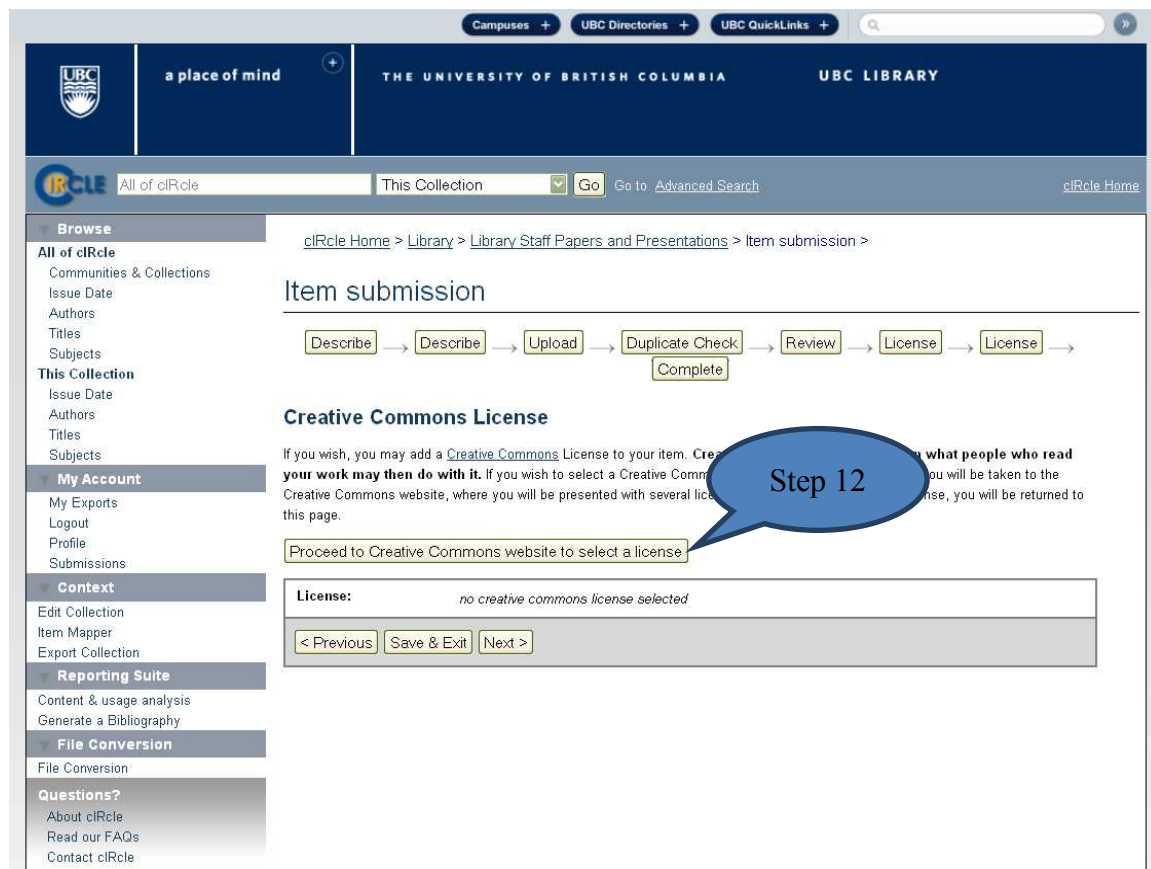 Campuses + UBC Directories + UBC QuickLinks +
UBC a place of mind THE UNIVERSITY OF BRITISH COLUMBIA UBC LIBRARY
cIRcle All of cIRcle This Collection Go Go to Advanced Search cIRcle Home
Browse
All of cIRcle
Communities & Collections
Issue Date
Authors
Titles
Subjects
This Collection
Issue Date
Authors
Titles
Subjects
My Account
My Exports
Logout
Profile
Submissions
Context
Edit Collection
Item Mapper
Export Collection
Reporting Suite
Content & usage analysis
Generate a Bibliography
File Conversion
File Conversion
Questions?
About cIRcle
Read our FAQs
Contact cIRcle
cIRcle Home > Library > Library Staff Papers and Presentations > Item submission >
Item submission
Describe → Describe → Upload → Duplicate Check → Review → License → License →
Complete
Creative Commons License
If you wish, you may add a Creative Commons License to your item. what people who read
your work may then do with it. If you wish to select a Creative you will be taken to the
Creative Commons website, where you will be presented with several you will be returned to
this page.
Step 12
Proceed to Creative Commons website to select a license
License: no creative commons license selected
< Previous Save & Exit Next >